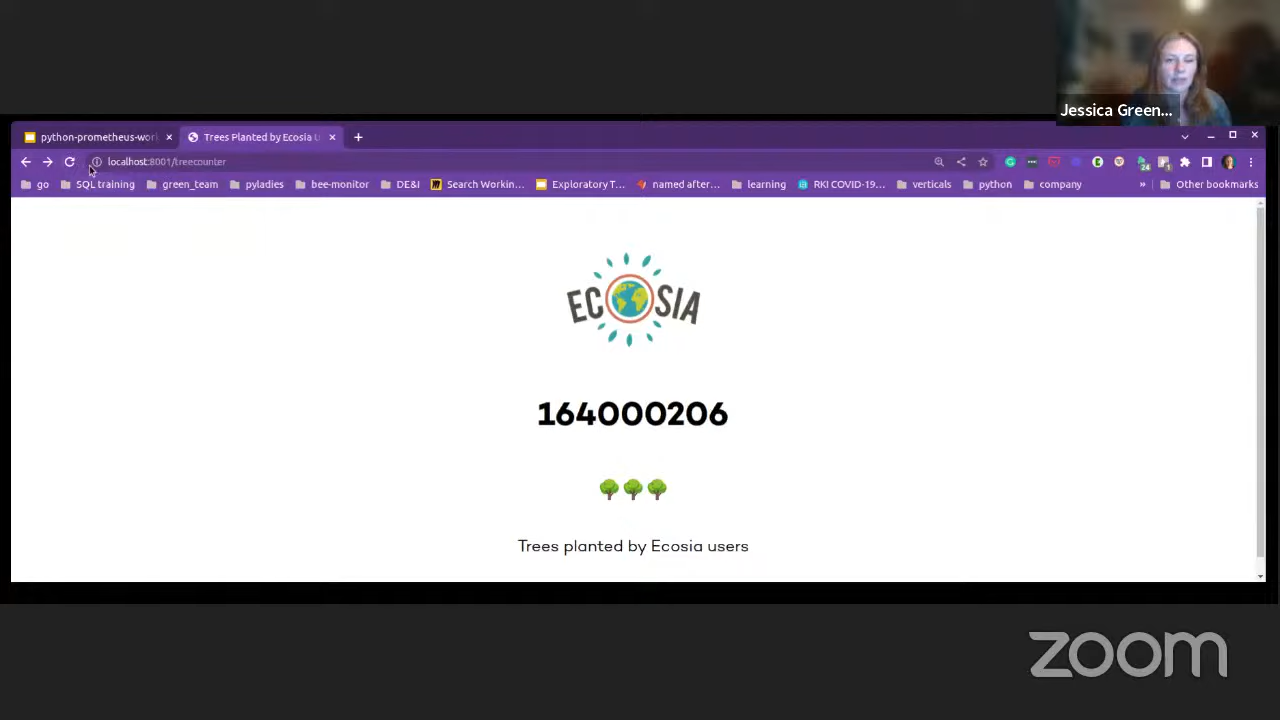 Jessica Green...
python-prometheus-wor
Trees Planted by Ecosia U
localhost:8001/treecounter
go
SQL training
green_team
pyladies
bee-monitor
DE&I
Search Workin...
Exploratory T...
named after...
learning
RKI COVID-19...
verticals
python
company
»
Other bookmarks
ECOSIA
164000206
Trees planted by Ecosia users
zoom